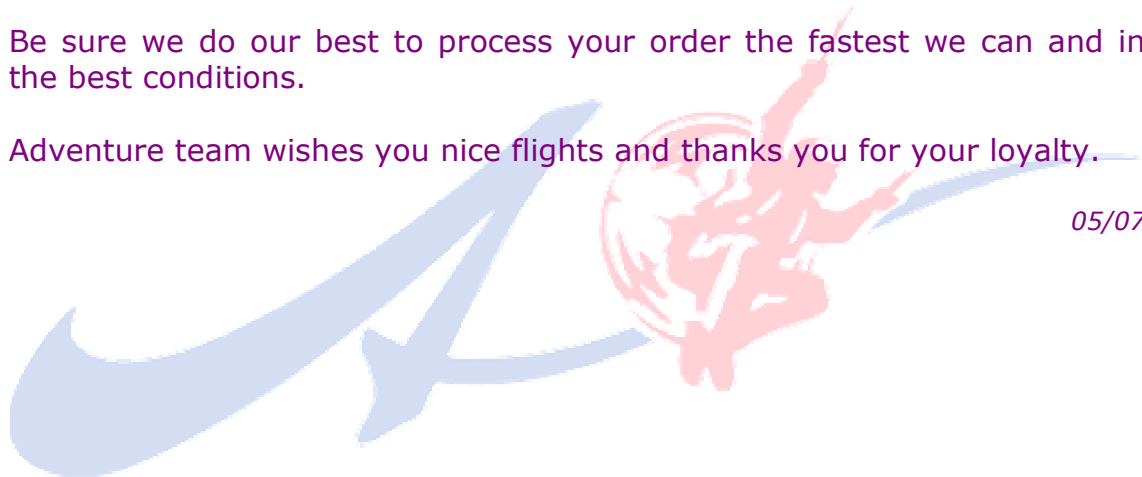 Be sure we do our best to process your order the fastest we can and in
the best conditions.
Adventure team wishes you nice flights and thanks you for your loyalty.
05/07